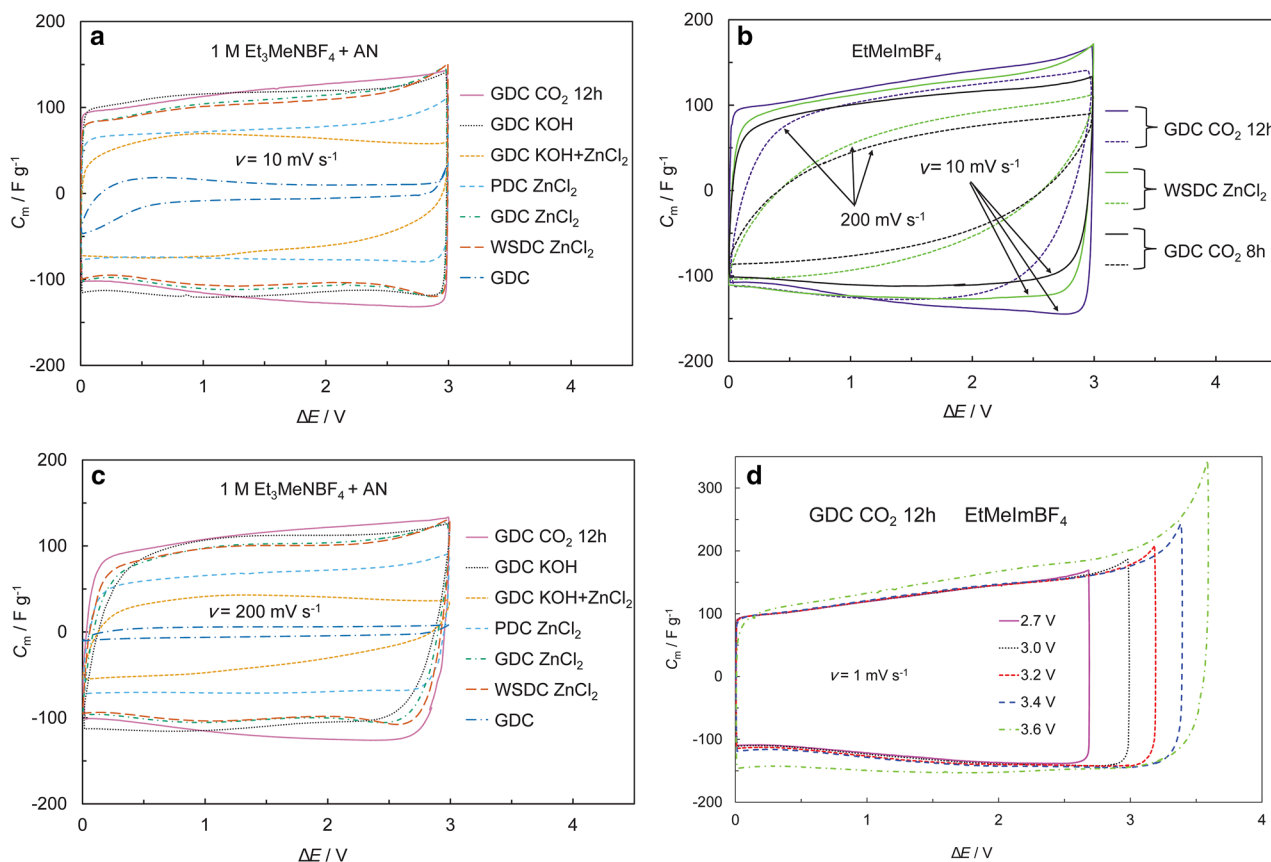 a
1 M Et₃MeNBF₄ + AN
200
100
0
-100
-200
Cₘ / F g⁻¹
ν = 10 mV s⁻¹
GDC CO₂ 12h
GDC KOH
GDC KOH+ZnCl₂
PDC ZnCl₂
GDC ZnCl₂
WSDC ZnCl₂
GDC
0 1 2 3 4
ΔE / V
b
EtMeImBF₄
200
100
0
-100
-200
Cₘ / F g⁻¹
ν = 10 mV s⁻¹
200 mV s⁻¹
GDC CO₂ 12h
WSDC ZnCl₂
GDC CO₂ 8h
0 1 2 3 4
ΔE / V
c
1 M Et₃MeNBF₄ + AN
200
100
0
-100
-200
Cₘ / F g⁻¹
ν = 200 mV s⁻¹
GDC CO₂ 12h
GDC KOH
GDC KOH+ZnCl₂
PDC ZnCl₂
GDC ZnCl₂
WSDC ZnCl₂
GDC
0 1 2 3 4
ΔE / V
d
GDC CO₂ 12h EtMeImBF₄
300
200
100
0
-100
-200
Cₘ / F g⁻¹
ν = 1 mV s⁻¹
2.7 V
3.0 V
3.2 V
3.4 V
3.6 V
0 1 2 3 4
ΔE / V